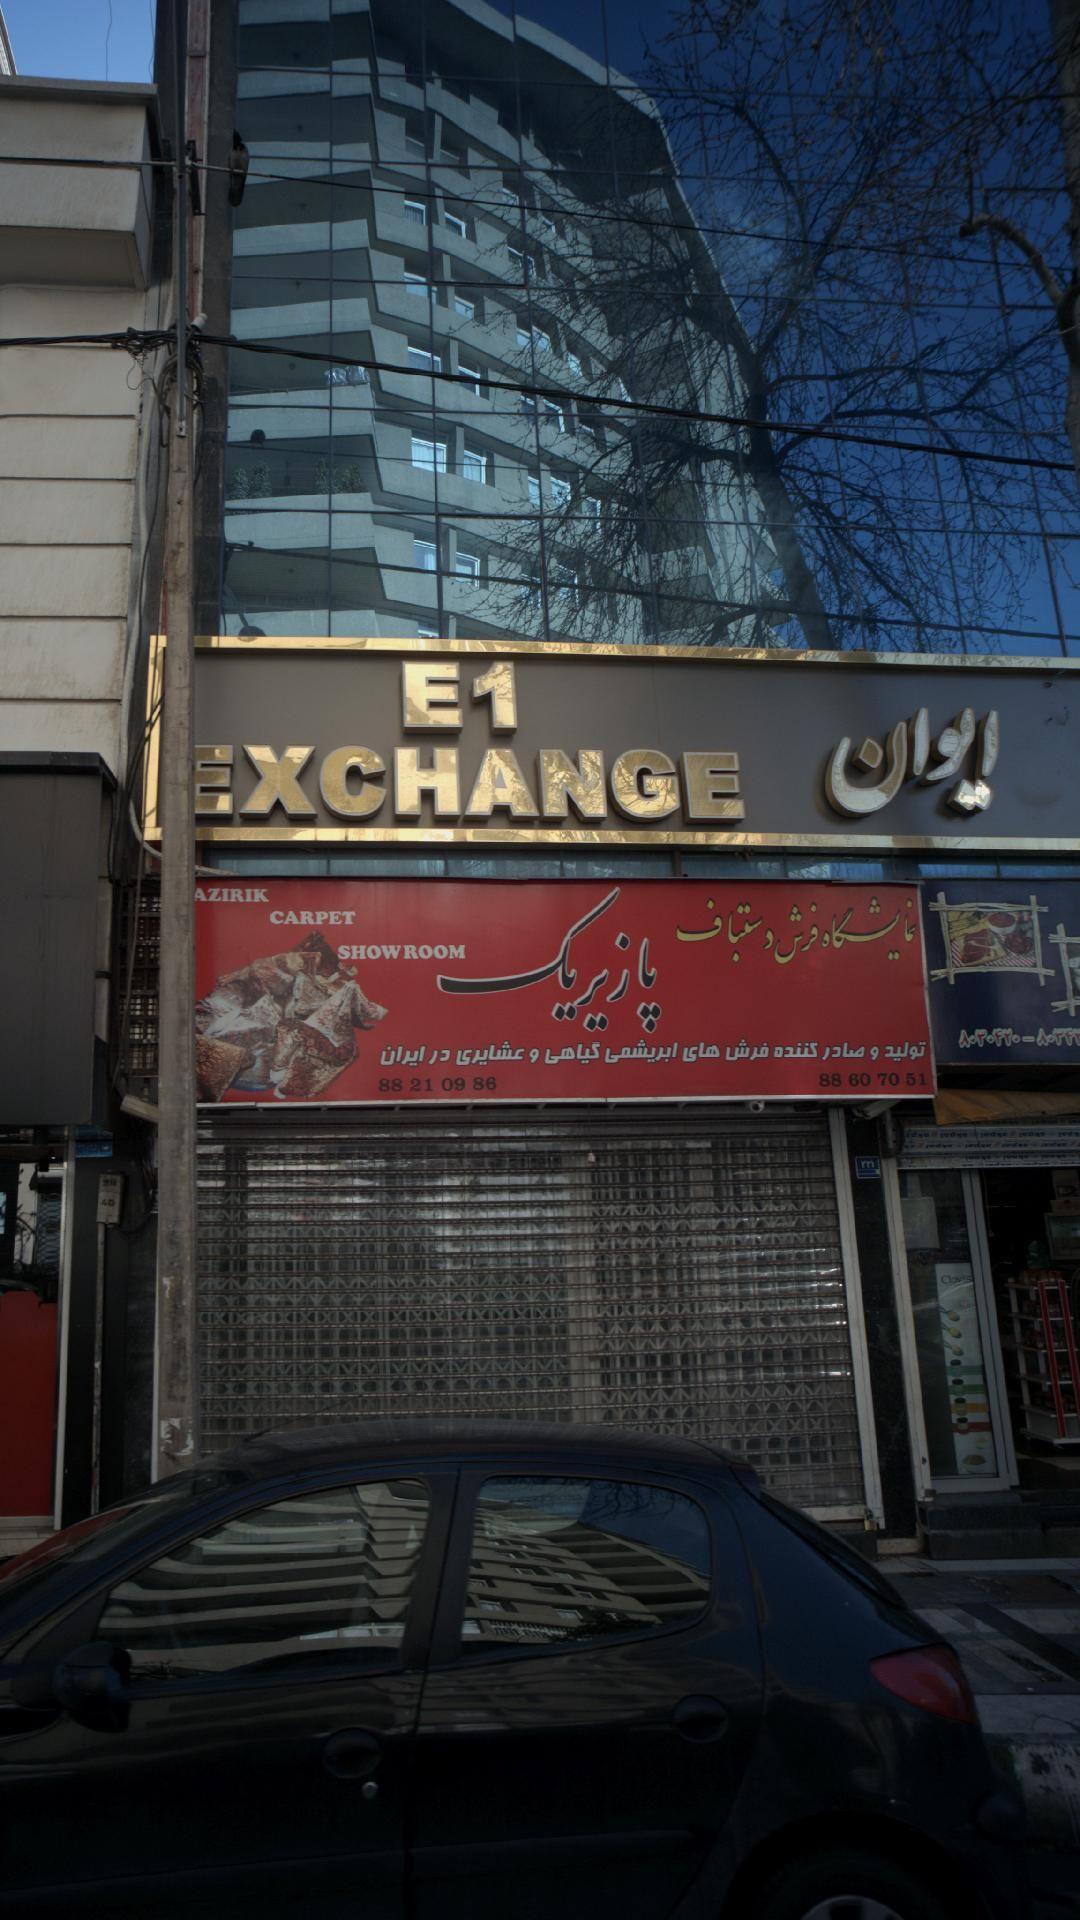 E1
EXCHANGE
ایوان
AZIRIK
CARPET
SHOWROOM
نمایشگاه فرش دستباف
پازیریک
تولید و صادر کننده فرش های ابریشمی گیاهی و عشایری در ایران
88 21 09 86
88 60 70 51
40